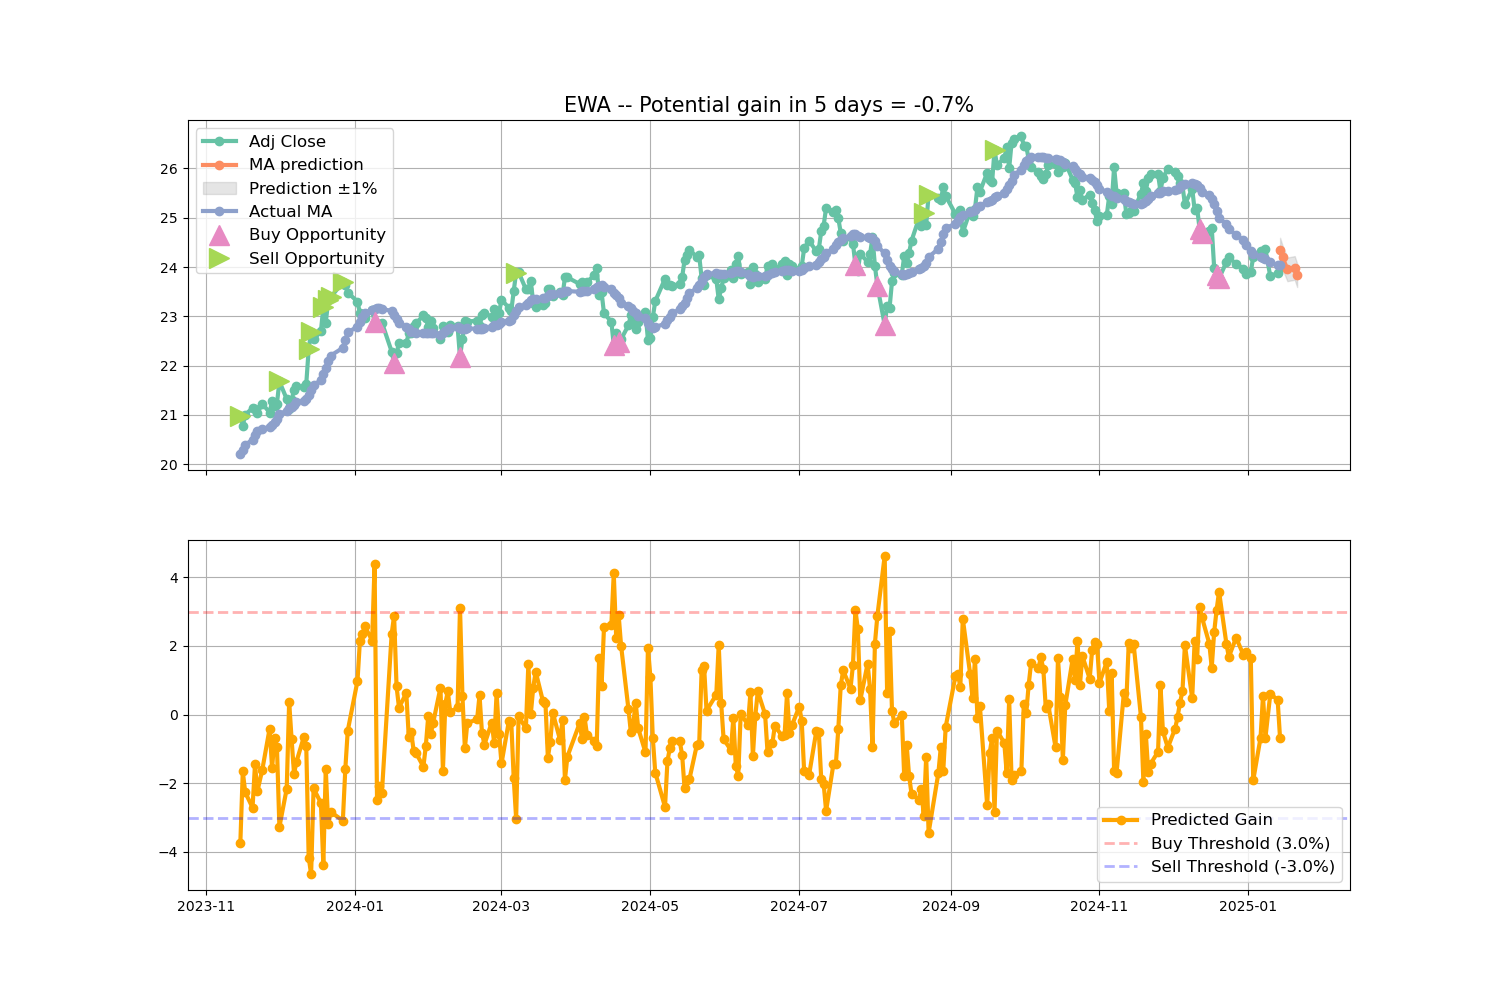 EWA -- Potential gain in 5 days = -0.7%
Adj Close
MA prediction
Prediction ±1%
Actual MA
Buy Opportunity
Sell Opportunity
26
25
24
23
22
21
20
4
2
0
−2
−4
Predicted Gain
Buy Threshold (3.0%)
Sell Threshold (-3.0%)
2023-11 2024-01 2024-03 2024-05 2024-07 2024-09 2024-11 2025-01